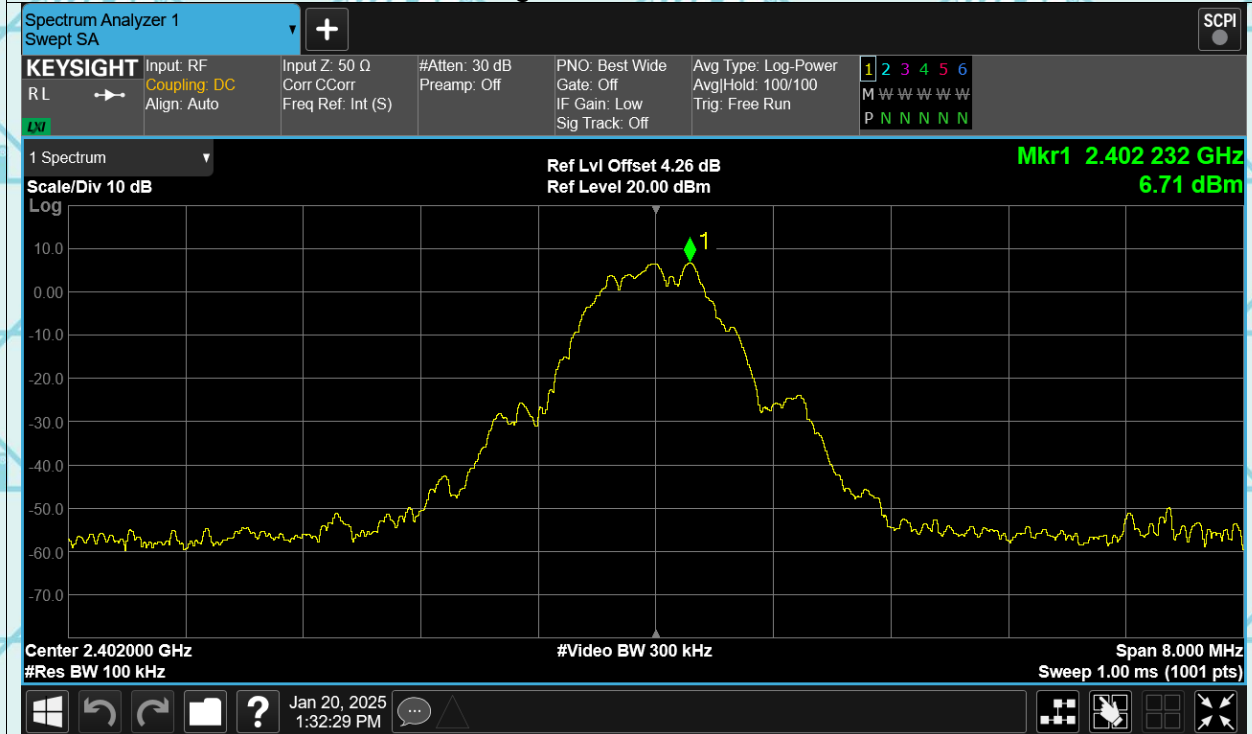 Spectrum Analyzer 1
Swept SA
+
SCPI
KEYSIGHT
RL
LXI
Input: RF
Coupling: DC
Align: Auto
Input Z: 50 Ω
Corr CCorr
Freq Ref: Int (S)
#Atten: 30 dB
Preamp: Off
PNO: Best Wide
Gate: Off
IF Gain: Low
Sig Track: Off
Avg Type: Log-Power
Avg|Hold: 100/100
Trig: Free Run
1 2 3 4 5 6
M W W W W W
P N N N N N
1 Spectrum
Scale/Div 10 dB
Log
Ref Lvl Offset 4.26 dB
Ref Level 20.00 dBm
Mkr1 2.402 232 GHz
6.71 dBm
1
10.0
0.00
-10.0
-20.0
-30.0
-40.0
-50.0
-60.0
-70.0
Center 2.402000 GHz
#Res BW 100 kHz
#Video BW 300 kHz
Span 8.000 MHz
Sweep 1.00 ms (1001 pts)
?
Jan 20, 2025
1:32:29 PM